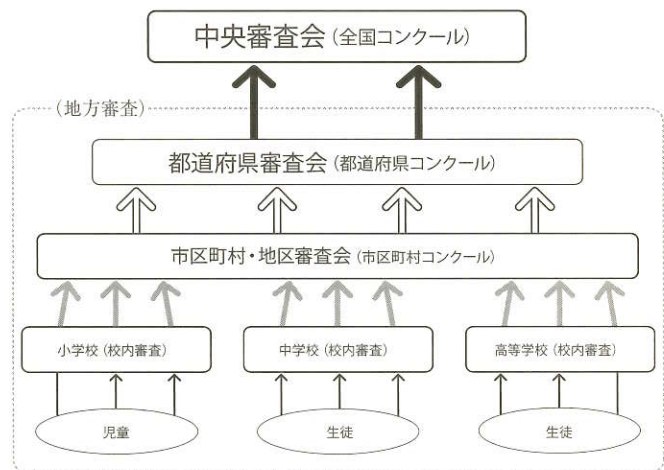 中央審査会(全国コンクール)
(地方審査)
都道府県審査会(都道府県コンクール)
市区町村・地区審査会(市区町村コンクール)
小学校(校内審査)
中学校(校内審査)
高等学校(校内審査)
児童
生徒
生徒